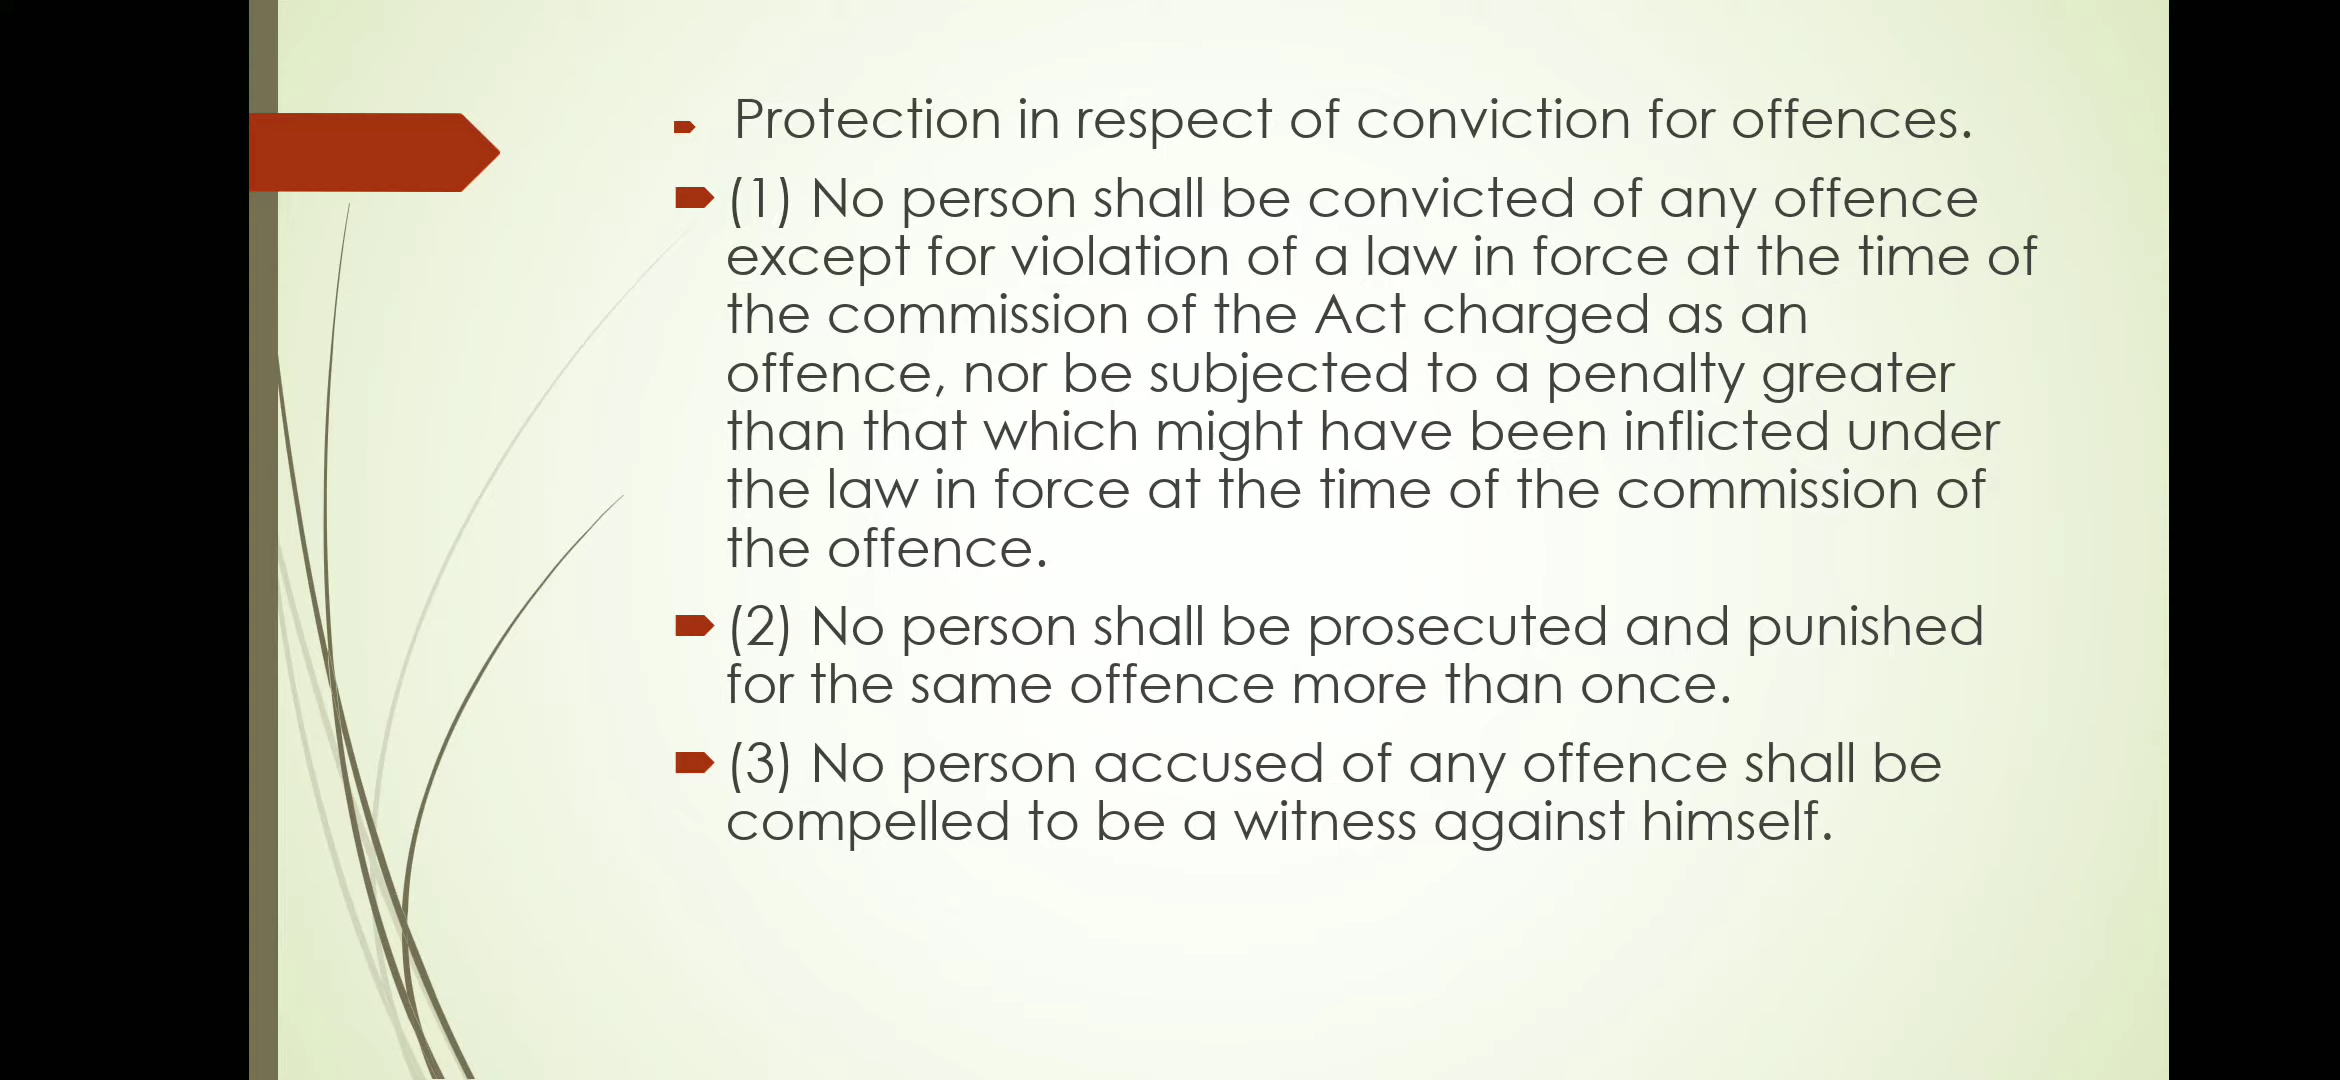 Protection in respect of conviction for offences.
(1) No person shall be convicted of any offence
except for violation of a law in force at the time of
the commission of the Act charged as an
offence, nor be subjected to a penalty greater
than that which might have been inflicted under
the law in force at the time of the commission of
the offence.
(2) No person shall be prosecuted and punished
for the same offence more than once.
(3) No person accused of any offence shall be
compelled to be a witness against himself.